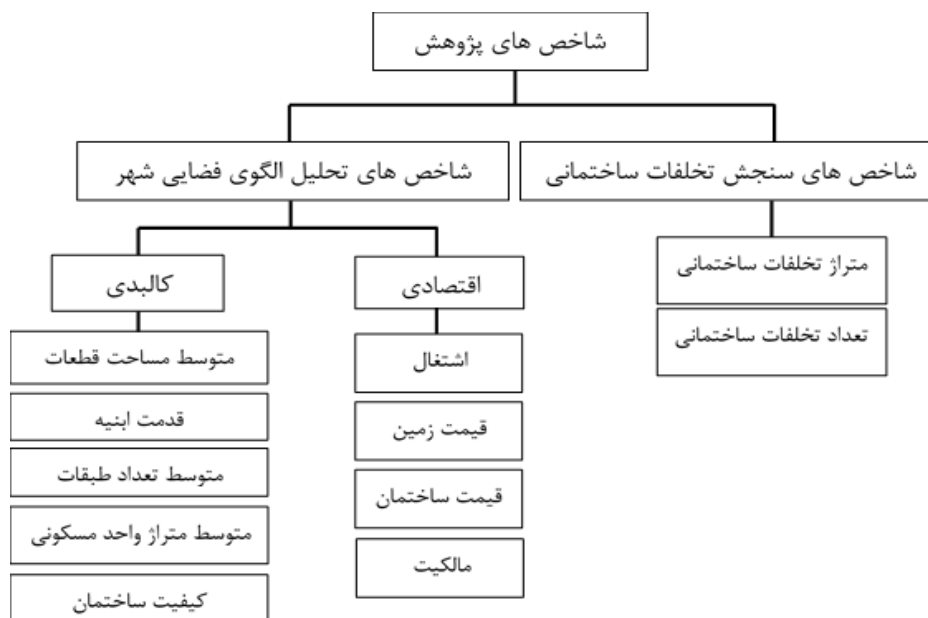 شاخص های پژوهش
شاخص های سنجش تخلفات ساختمانی
شاخص های تحلیل الگوی فضایی شهر
متراژ تخلفات ساختمانی
تعداد تخلفات ساختمانی
اقتصادی
اشتغال
قیمت زمین
قیمت ساختمان
مالکیت
کالبدی
متوسط مساحت قطعات
قدمت ابنیه
متوسط تعداد طبقات
متوسط متراژ واحد مسکونی
کیفیت ساختمان